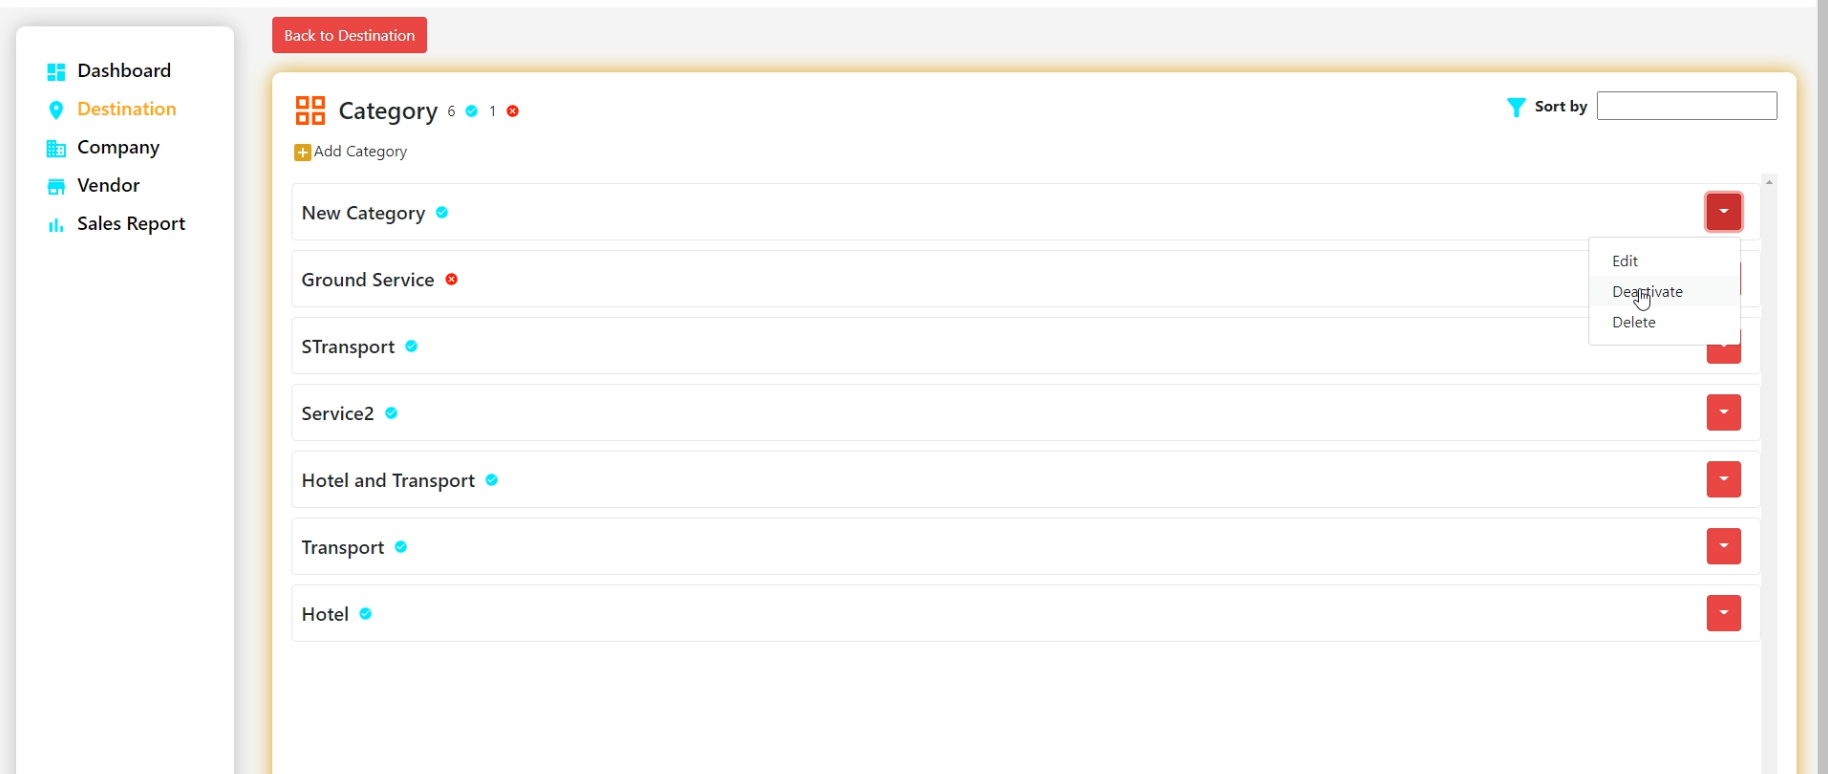 Back to Destination
Dashboard
Destination
Company
Vendor
Sales Report
Category 6 1
Sort by
Add Category
New Category
Edit
Deactivate
Delete
Ground Service
STransport
Service2
Hotel and Transport
Transport
Hotel